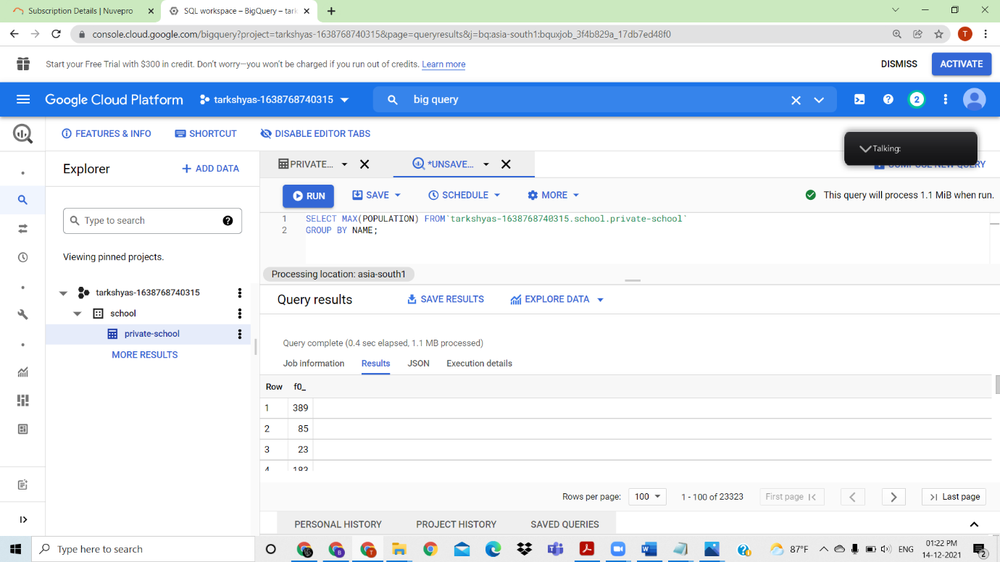 Subscription Details | Nuvepro
SQL workspace – BigQuery – tark
console.cloud.google.com/bigquery?project=tarkshyas-1638768740315&page=queryresults&j=bq:asia-south1:bquxjob_3f4b829a_17db7ed48f0
T
Start your Free Trial with $300 in credit. Don't worry—you won't be charged if you run out of credits. Learn more
DISMISS
ACTIVATE
Google Cloud Platform
tarkshyas-1638768740315
big query
2
FEATURES & INFO
SHORTCUT
DISABLE EDITOR TABS
Talking:
Explorer
ADD DATA
PRIVATE...
*UNSAVE...
COMPOSE NEW QUERY
RUN
SAVE
SCHEDULE
MORE
This query will process 1.1 MiB when run.
Type to search
1 SELECT MAX(POPULATION) FROM`tarkshyas-1638768740315.school.private-school`
2 GROUP BY NAME;
Viewing pinned projects.
Processing location: asia-south1
tarkshyas-1638768740315
school
private-school
MORE RESULTS
Query results
SAVE RESULTS
EXPLORE DATA
Query complete (0.4 sec elapsed, 1.1 MB processed)
Job information
Results
JSON
Execution details
Row f0_
1 389
2 85
3 23
4 183
Rows per page:
100
1 - 100 of 23323
First page
Last page
PERSONAL HISTORY
PROJECT HISTORY
SAVED QUERIES
Type here to search
87°F
ENG
01:22 PM
14-12-2021
2